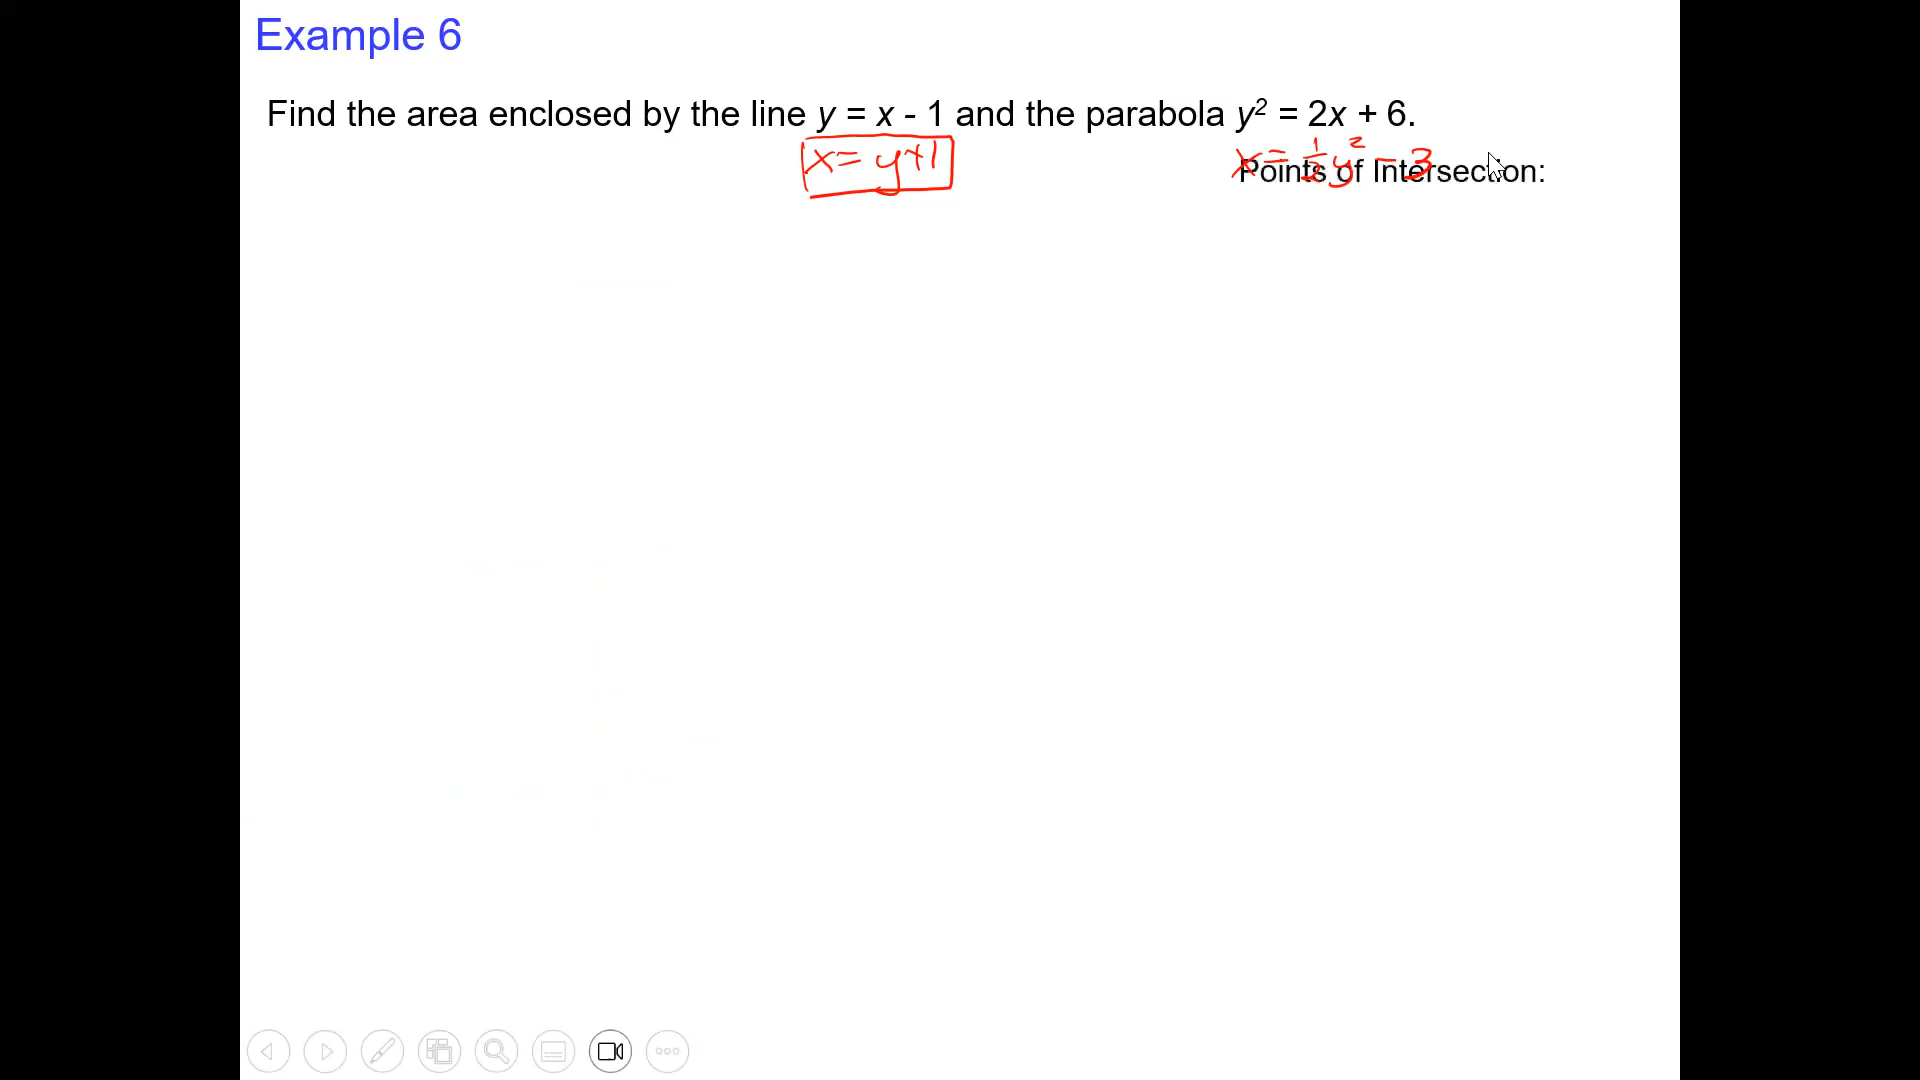 Example 6
Find the area enclosed by the line y = x - 1 and the parabola y² = 2x + 6.
x = y+1
x = ½y² - 3
Points of Intersection: